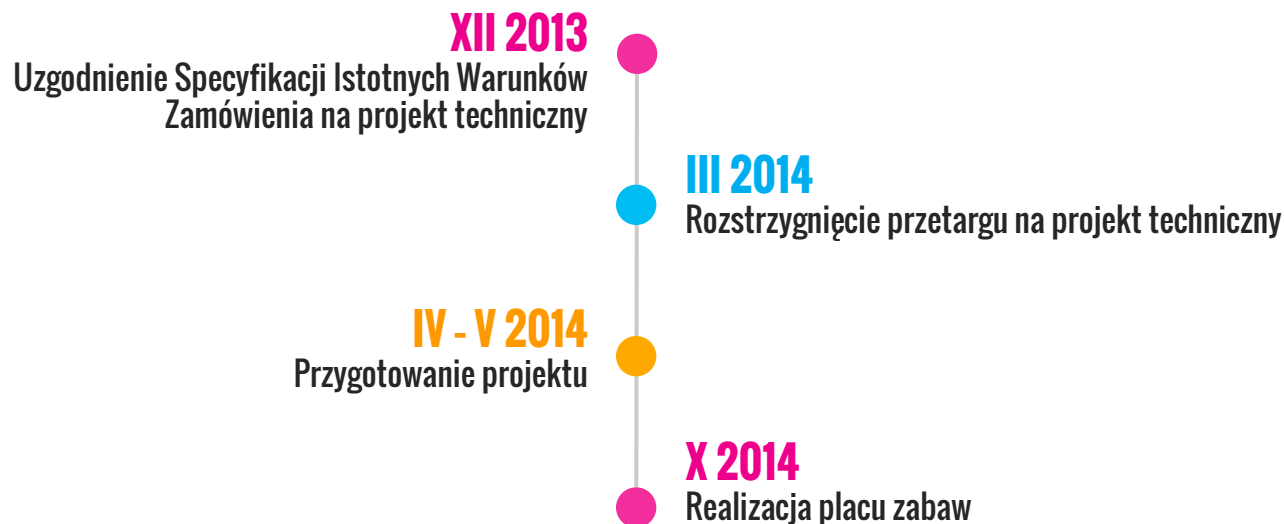 XII 2013
Uzgodnienie Specyfikacji Istotnych Warunków
Zamówienia na projekt techniczny
III 2014
Rozstrzygnięcie przetargu na projekt techniczny
IV - V 2014
Przygotowanie projektu
X 2014
Realizacja placu zabaw